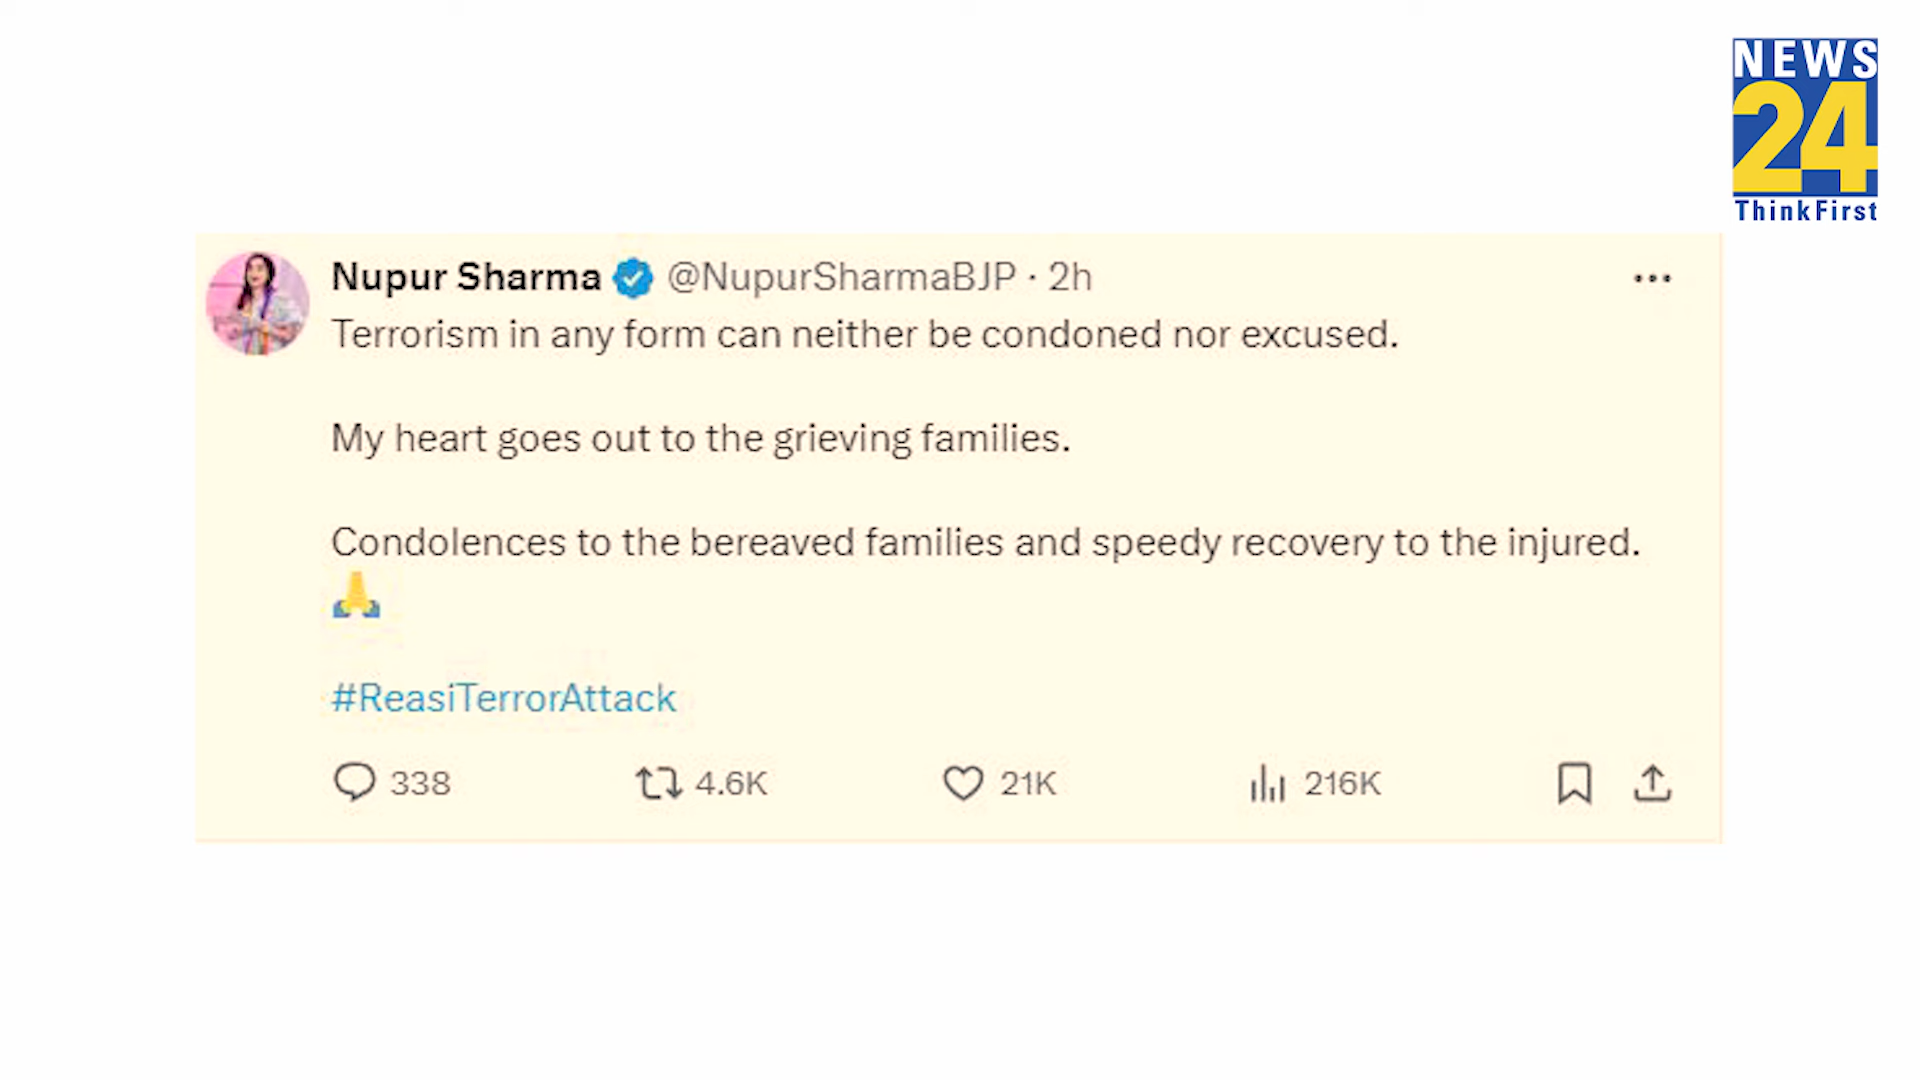 NEWS
24
ThinkFirst
Nupur Sharma @NupurSharmaBJP · 2h
Terrorism in any form can neither be condoned nor excused.
My heart goes out to the grieving families.
Condolences to the bereaved families and speedy recovery to the injured.
🙏
#ReasiTerrorAttack
338 4.6K 21K 216K